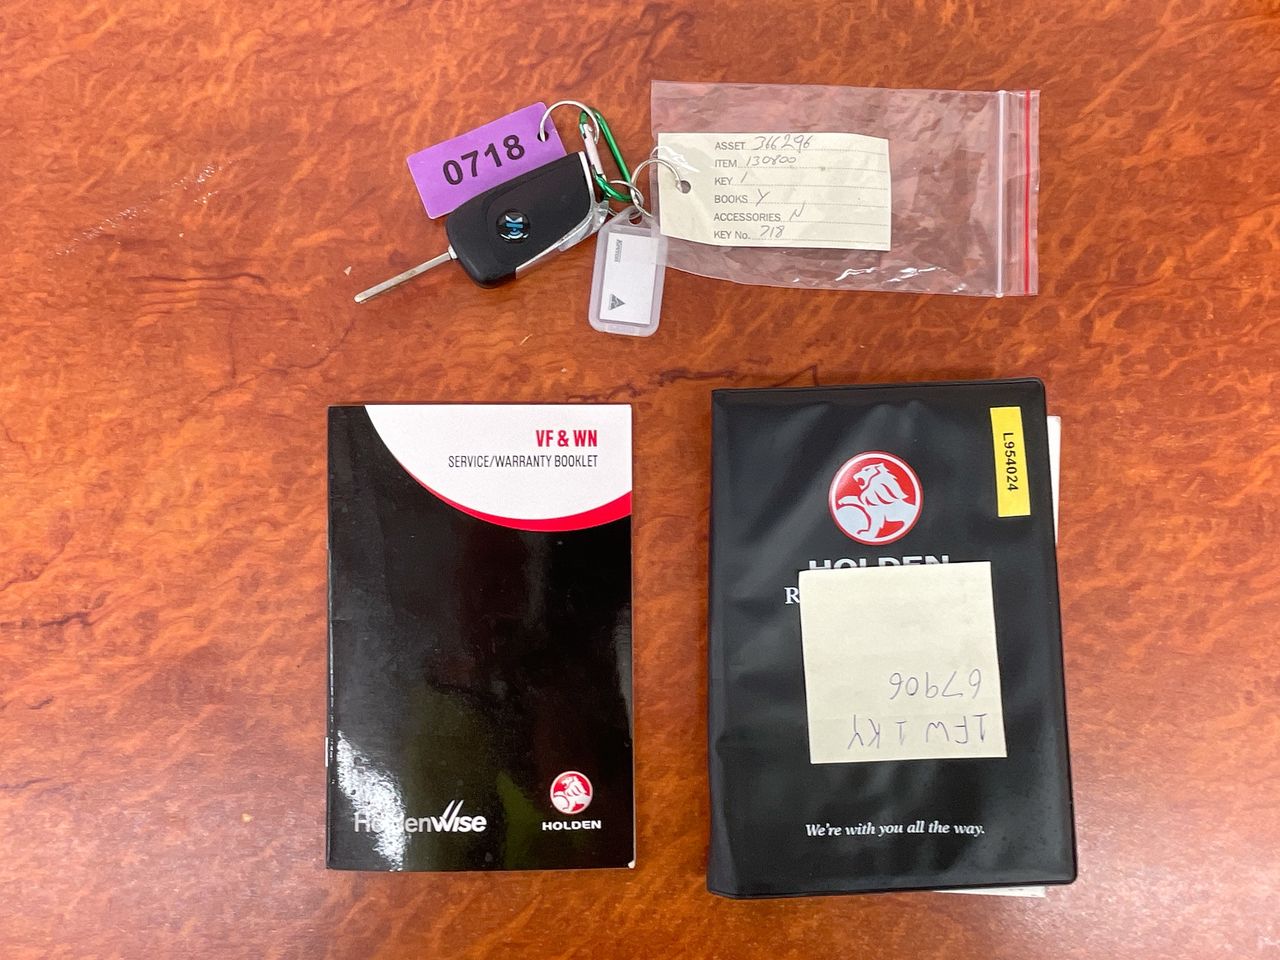 0718
ASSET 366296
ITEM 130800
KEY 1
BOOKS Y
ACCESSORIES N
KEY No. 718
VF & WN
SERVICE/WARRANTY BOOKLET
HoldenWise
HOLDEN
L954024
HOLDEN
R
1FW 1KY
67906
We're with you all the way.